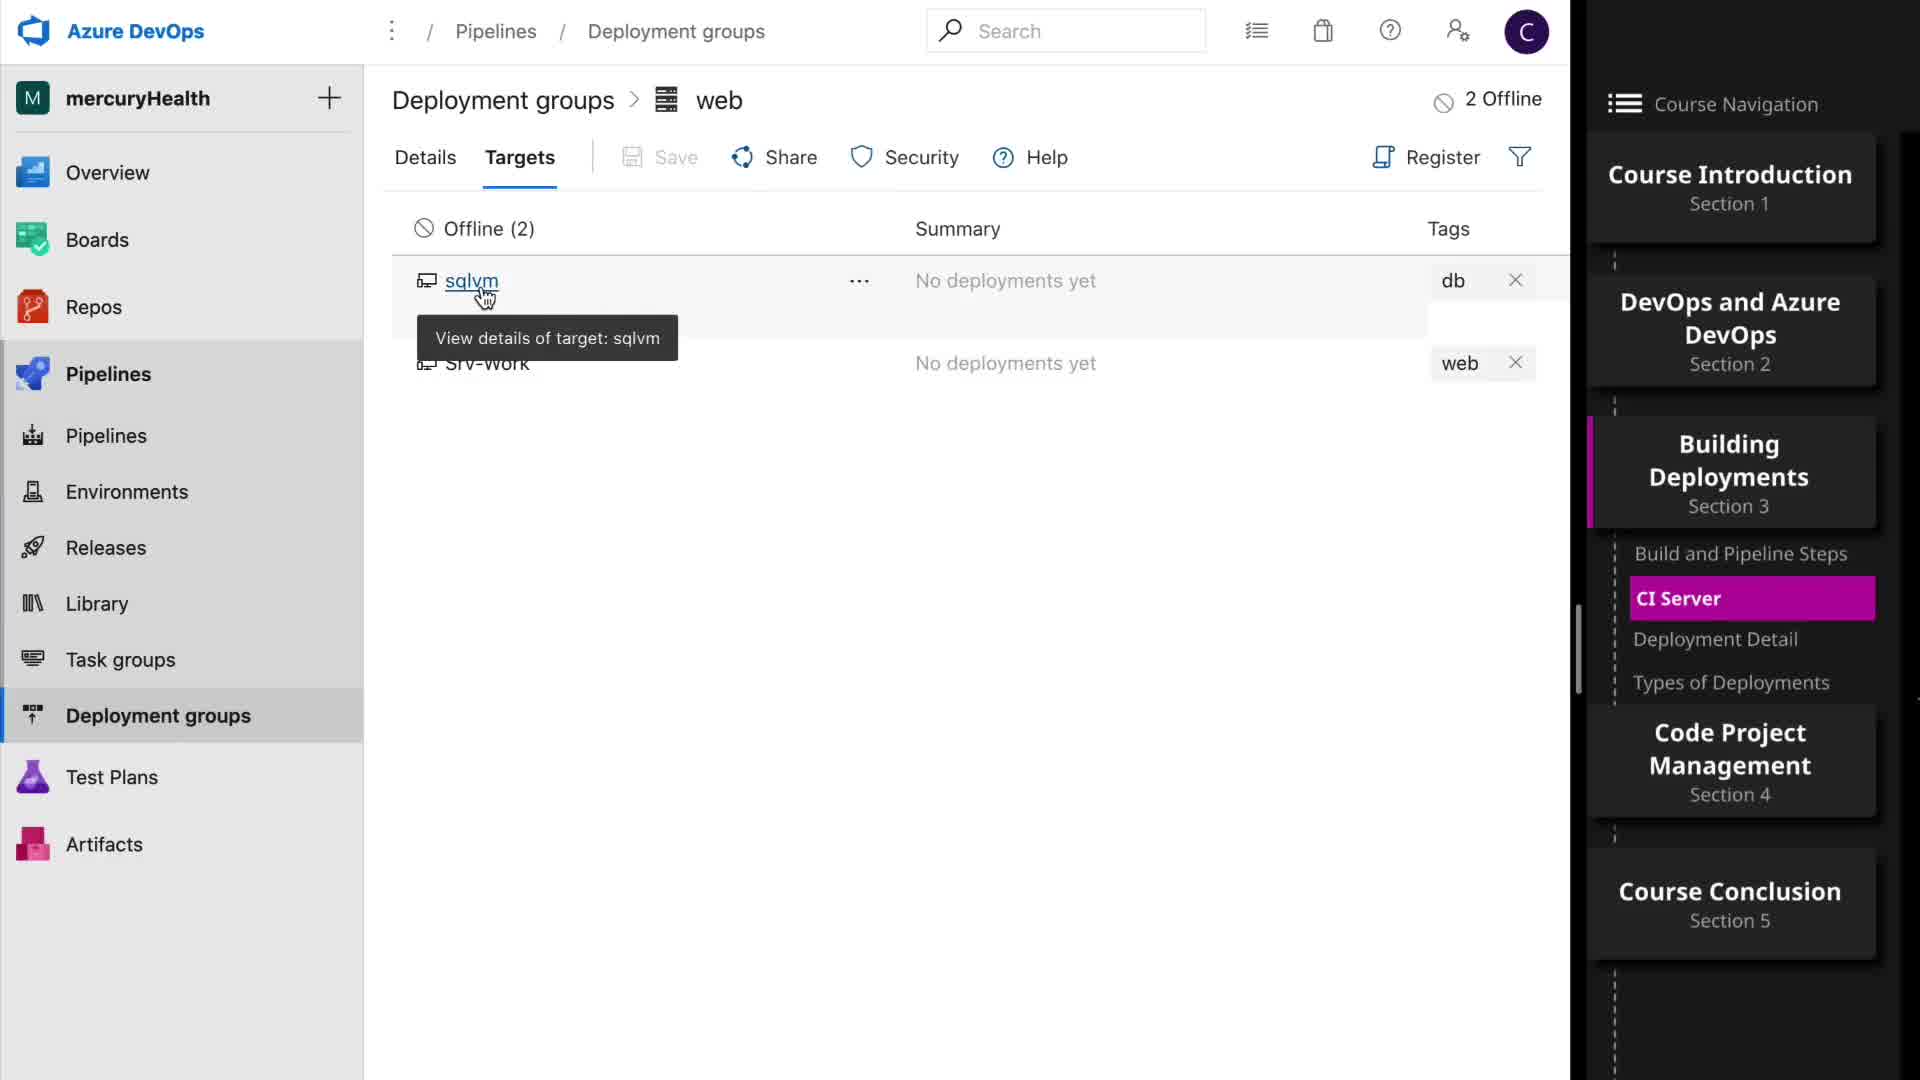 Azure DevOps
/ Pipelines / Deployment groups
Search
C
M mercuryHealth
Overview
Boards
Repos
Pipelines
Pipelines
Environments
Releases
Library
Task groups
Deployment groups
Test Plans
Artifacts
Deployment groups > web
2 Offline
Details Targets Save Share Security Help Register
Offline (2) Summary Tags
sqlvm ... No deployments yet db
View details of target: sqlvm
Srv-Work No deployments yet web
Course Navigation
Course Introduction
Section 1
DevOps and Azure
DevOps
Section 2
Building
Deployments
Section 3
Build and Pipeline Steps
CI Server
Deployment Detail
Types of Deployments
Code Project
Management
Section 4
Course Conclusion
Section 5